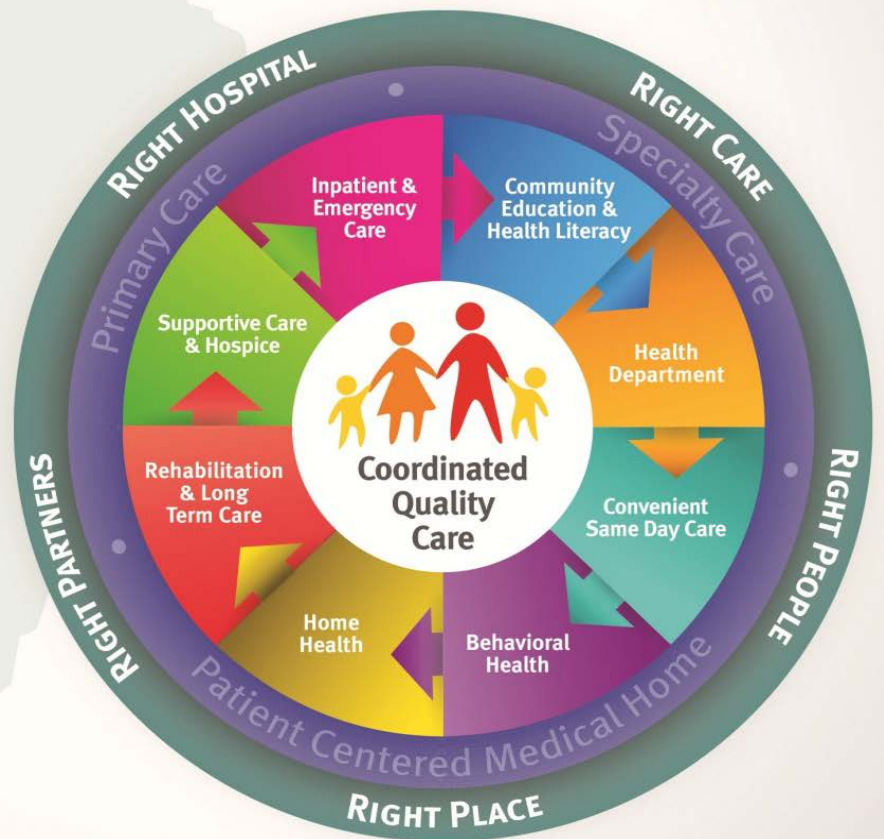 RIGHT HOSPITAL
RIGHT CARE
RIGHT PEOPLE
RIGHT PLACE
RIGHT PARTNERS
Primary Care
Specialty Care
Patient Centered Medical Home
Inpatient &
Emergency
Care
Community
Education &
Health Literacy
Health
Department
Convenient
Same Day Care
Behavioral
Health
Home
Health
Rehabilitation
& Long
Term Care
Supportive Care
& Hospice
Coordinated
Quality
Care